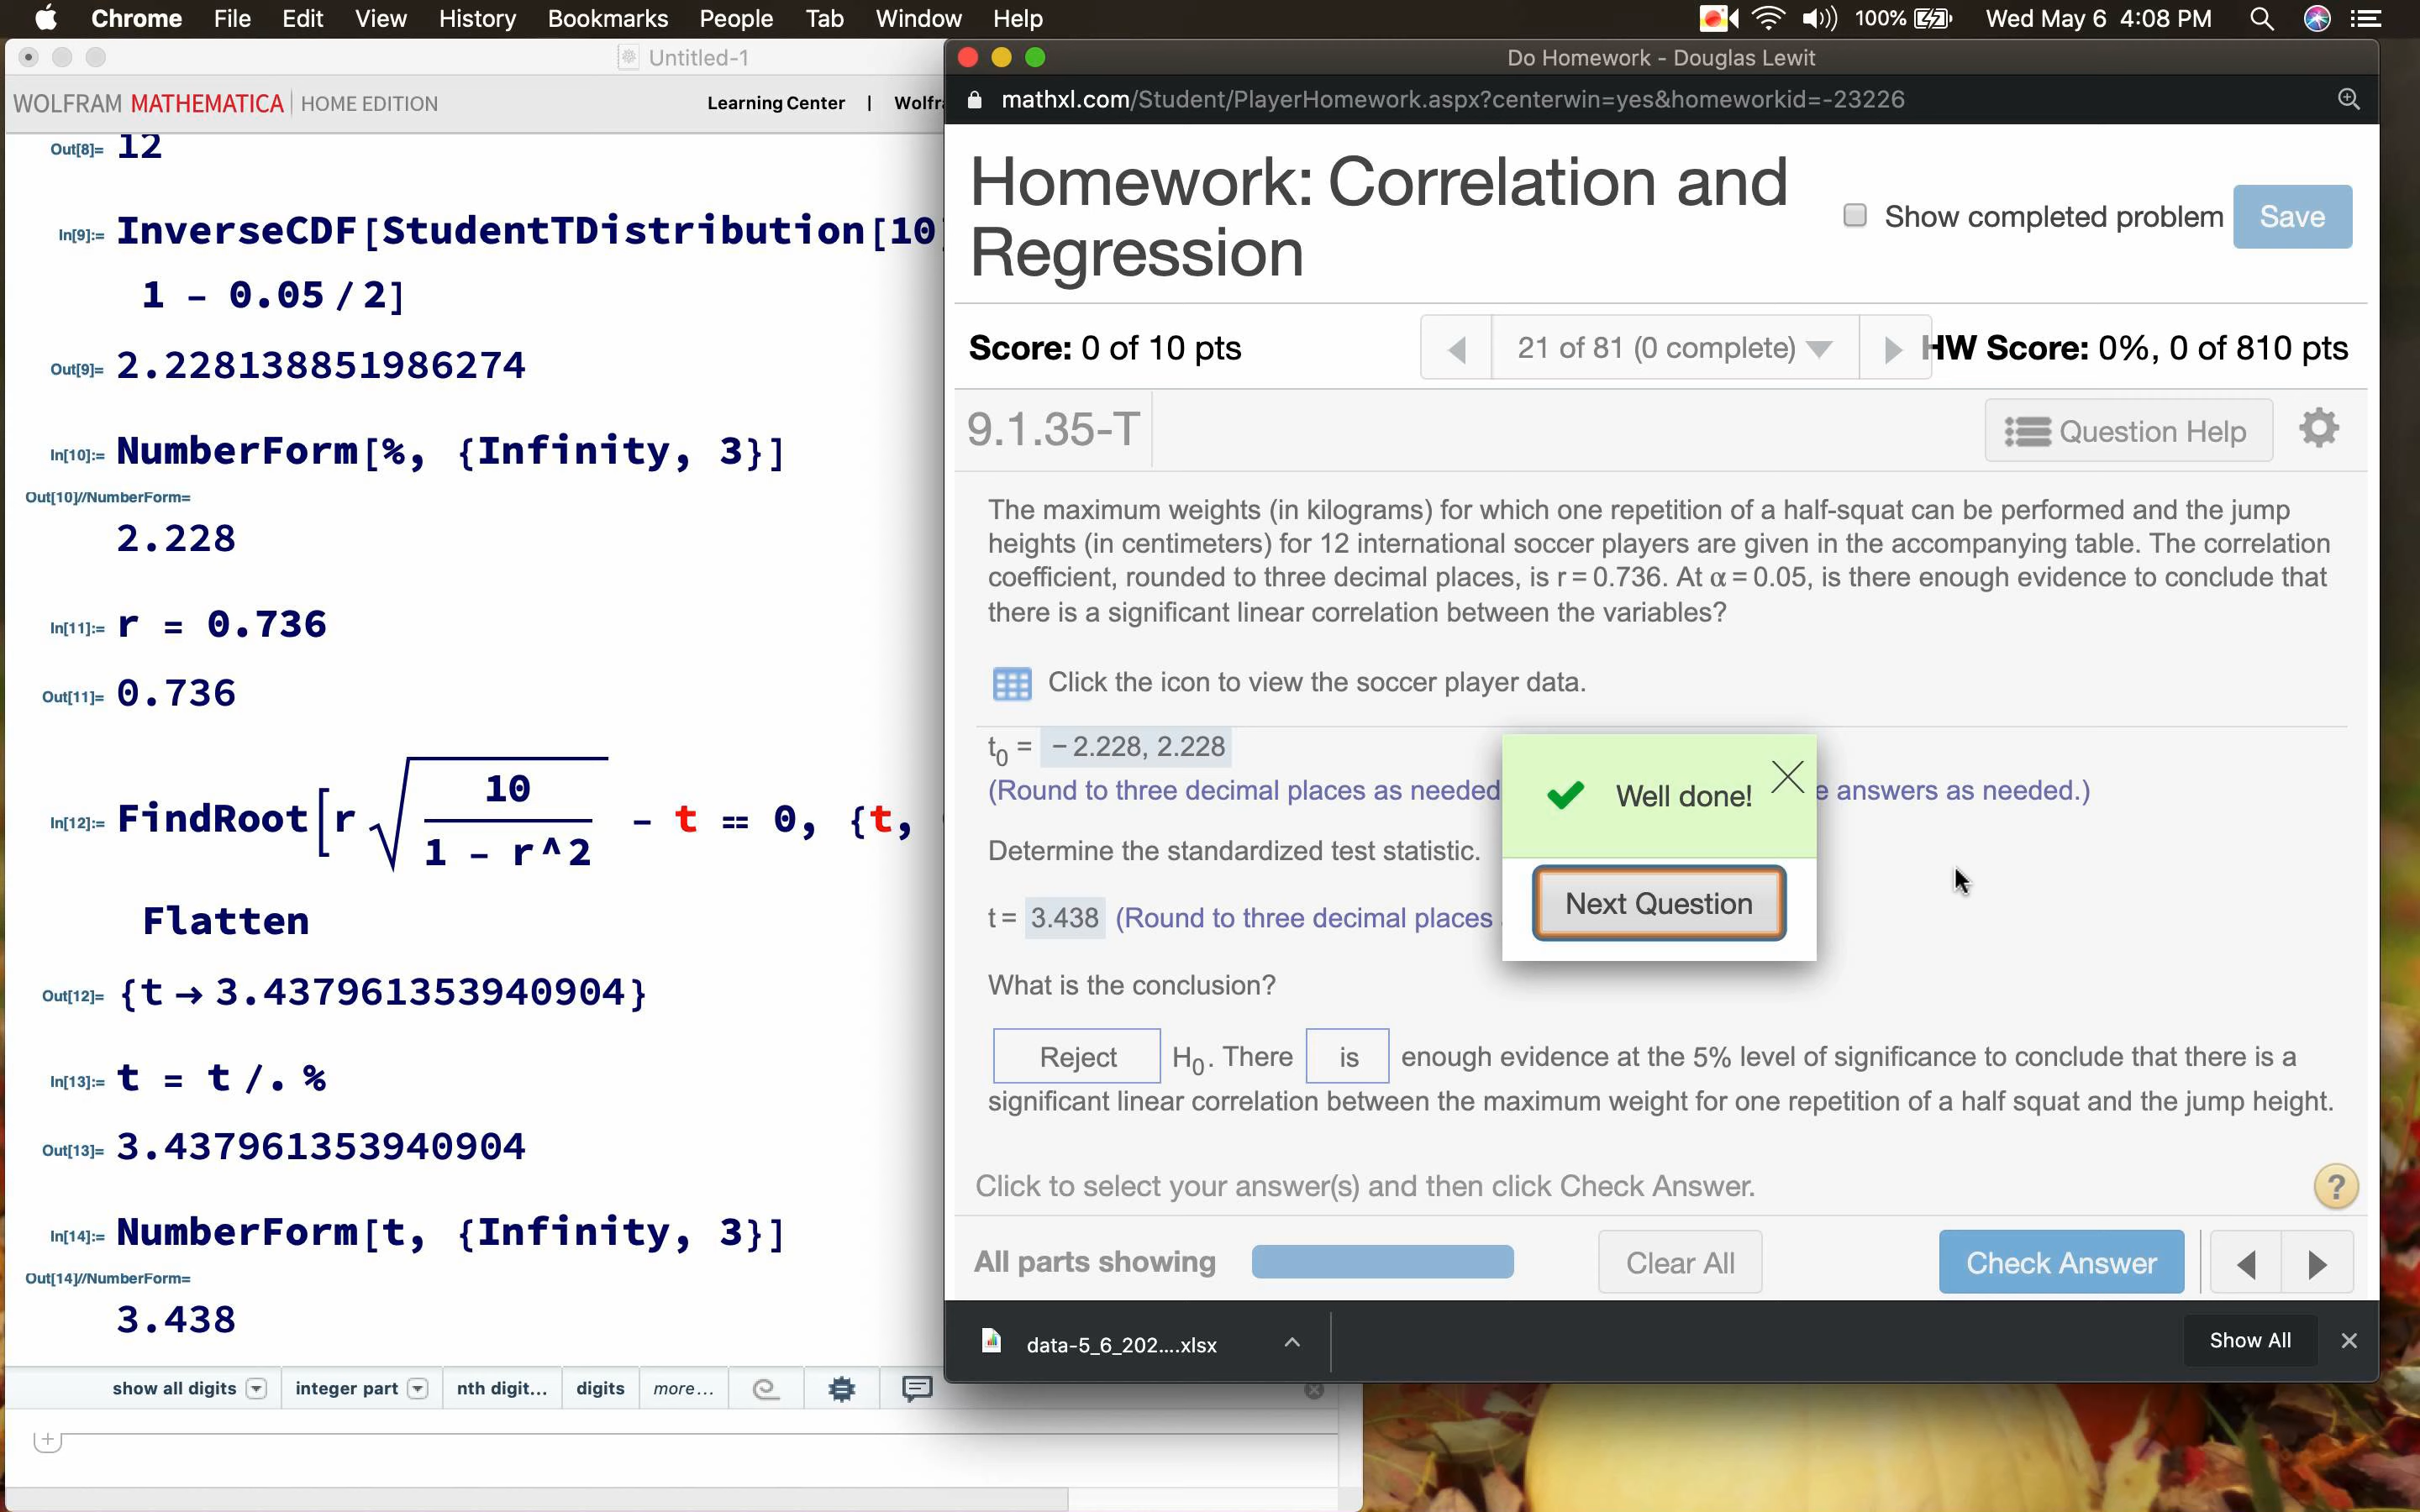 Chrome File Edit View History Bookmarks People Tab Window Help 100% Wed May 6 4:08 PM
Untitled-1
WOLFRAM MATHEMATICA | HOME EDITION Learning Center | Wolfr
Out[8]= 12
In[9]:= InverseCDF[StudentTDistribution[10]
1 - 0.05 / 2]
Out[9]= 2.228138851986274
In[10]:= NumberForm[%, {Infinity, 3}]
Out[10]//NumberForm=
2.228
In[11]:= r = 0.736
Out[11]= 0.736
In[12]:= FindRoot[r √(10 / (1 - r^2)) - t == 0, {t,
Flatten
Out[12]= {t → 3.437961353940904}
In[13]:= t = t /. %
Out[13]= 3.437961353940904
In[14]:= NumberForm[t, {Infinity, 3}]
Out[14]//NumberForm=
3.438
show all digits integer part nth digit... digits more...
Do Homework - Douglas Lewit
mathxl.com/Student/PlayerHomework.aspx?centerwin=yes&homeworkid=-23226
Homework: Correlation and
Regression
Show completed problem Save
Score: 0 of 10 pts 21 of 81 (0 complete) HW Score: 0%, 0 of 810 pts
9.1.35-T Question Help
The maximum weights (in kilograms) for which one repetition of a half-squat can be performed and the jump
heights (in centimeters) for 12 international soccer players are given in the accompanying table. The correlation
coefficient, rounded to three decimal places, is r = 0.736. At α = 0.05, is there enough evidence to conclude that
there is a significant linear correlation between the variables?
Click the icon to view the soccer player data.
t0 = - 2.228, 2.228
(Round to three decimal places as needed e answers as needed.)
Well done!
Next Question
Determine the standardized test statistic.
t = 3.438 (Round to three decimal places
What is the conclusion?
Reject H0. There is enough evidence at the 5% level of significance to conclude that there is a
significant linear correlation between the maximum weight for one repetition of a half squat and the jump height.
Click to select your answer(s) and then click Check Answer.
?
All parts showing Clear All Check Answer
data-5_6_202....xlsx Show All